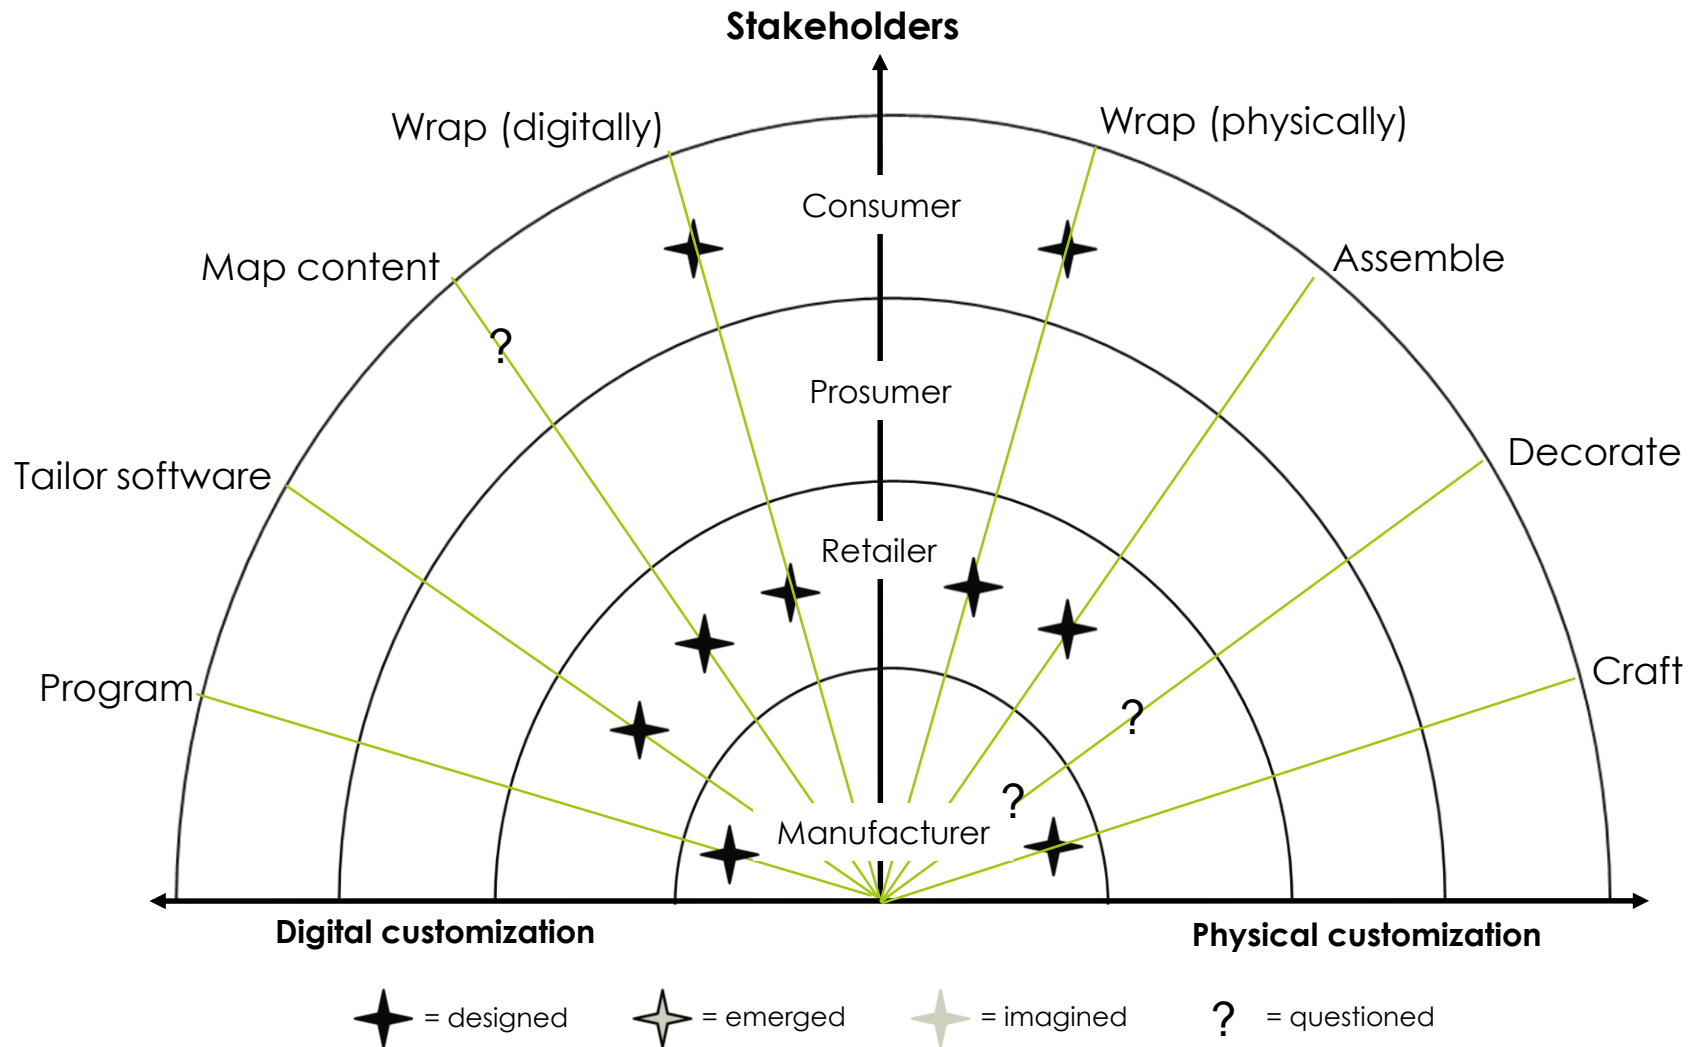 Stakeholders
Wrap (digitally)
Wrap (physically)
Consumer
Map content
Assemble
?
Prosumer
Tailor software
Decorate
Retailer
Program
Craft
?
?
Manufacturer
Digital customization
Physical customization
= designed
= emerged
= imagined
? = questioned